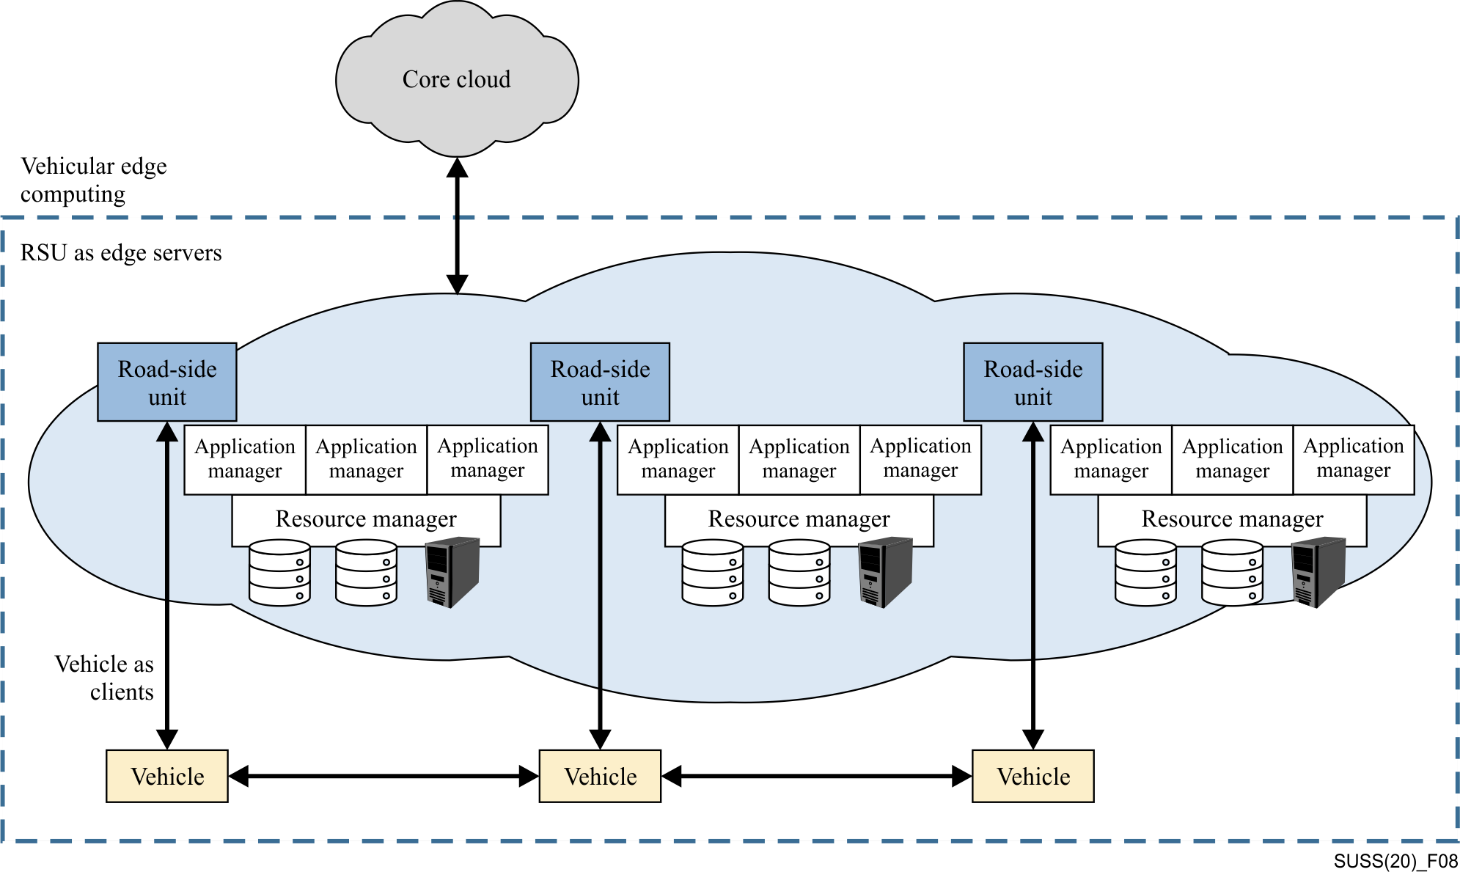 Core cloud
Vehicular edge
computing
RSU as edge servers
Road-side
unit
Road-side
unit
Road-side
unit
Application
manager
Application
manager
Application
manager
Application
manager
Application
manager
Application
manager
Application
manager
Application
manager
Application
manager
Resource manager
Resource manager
Resource manager
Vehicle as
clients
Vehicle
Vehicle
Vehicle
SUSS(20)_F08